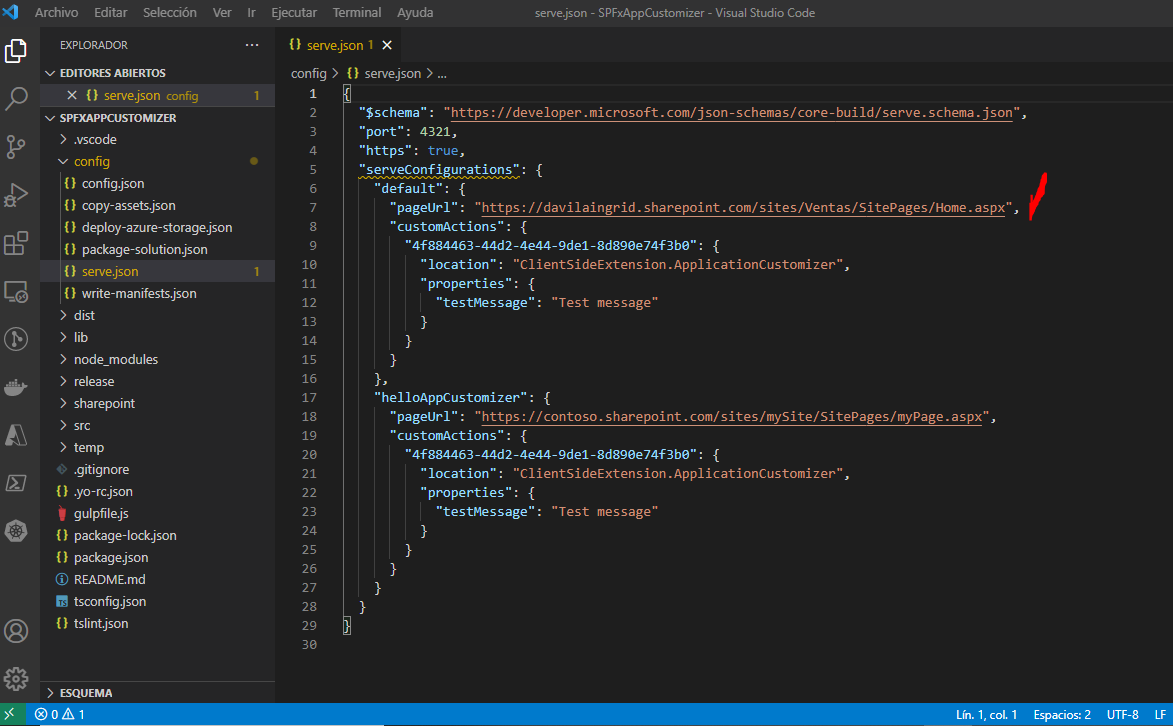 Archivo Editar Selección Ver Ir Ejecutar Terminal Ayuda serve.json - SPFxAppCustomizer - Visual Studio Code
EXPLORADOR ...
EDITORES ABIERTOS
serve.json config 1
SPFXAPPCUSTOMIZER
.vscode
config
config.json
copy-assets.json
deploy-azure-storage.json
package-solution.json
serve.json 1
write-manifests.json
dist
lib
node_modules
release
sharepoint
src
temp
.gitignore
.yo-rc.json
gulpfile.js
package-lock.json
package.json
README.md
tsconfig.json
tslint.json
ESQUEMA
serve.json 1
config > serve.json > ...
1 {
2 "$schema": "https://developer.microsoft.com/json-schemas/core-build/serve.schema.json",
3 "port": 4321,
4 "https": true,
5 "serveConfigurations": {
6 "default": {
7 "pageUrl": "https://davilaingrid.sharepoint.com/sites/Ventas/SitePages/Home.aspx",
8 "customActions": {
9 "4f884463-44d2-4e44-9de1-8d890e74f3b0": {
10 "location": "ClientSideExtension.ApplicationCustomizer",
11 "properties": {
12 "testMessage": "Test message"
13 }
14 }
15 }
16 },
17 "helloAppCustomizer": {
18 "pageUrl": "https://contoso.sharepoint.com/sites/mySite/SitePages/myPage.aspx",
19 "customActions": {
20 "4f884463-44d2-4e44-9de1-8d890e74f3b0": {
21 "location": "ClientSideExtension.ApplicationCustomizer",
22 "properties": {
23 "testMessage": "Test message"
24 }
25 }
26 }
27 }
28 }
29 }
30
0 1 Lín. 1, col. 1 Espacios: 2 UTF-8 LF